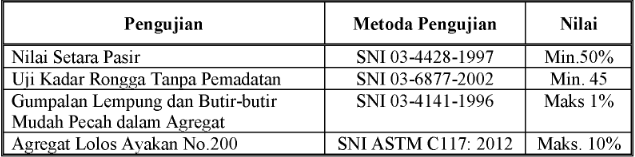 Pengujian Metoda Pengujian Nilai
Nilai Setara Pasir SNI 03-4428-1997 Min.50%
Uji Kadar Rongga Tanpa Pemadatan SNI 03-6877-2002 Min. 45
Gumpalan Lempung dan Butir-butir SNI 03-4141-1996 Maks 1%
Mudah Pecah dalam Agregat
Agregat Lolos Ayakan No.200 SNI ASTM C117: 2012 Maks. 10%